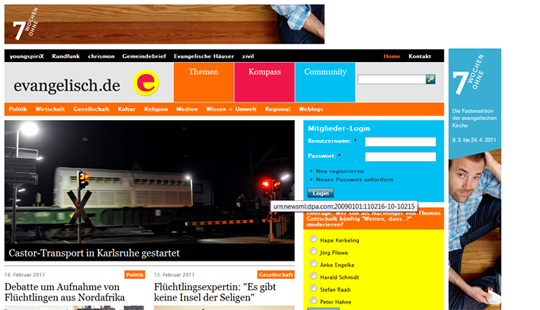 7 WOCHEN OHNE
youngspiriX Rundfunk chrismon Gemeindebrief Evangelische Häuser zivil Home Kontakt
evangelisch.de
Themen Kompass Community
Politik Wirtschaft Gesellschaft Kultur Religion Medien Wissen + Umwelt Regional Weblogs
Castor-Transport in Karlsruhe gestartet
16. Februar 2011 Politik
Debatte um Aufnahme von
Flüchtlingen aus Nordafrika
15. Februar 2011 Gesellschaft
Flüchtlingsexpertin: "Es gibt
keine Insel der Seligen"
Mitglieder-Login
Benutzername: *
Passwort: *
Neu registrieren
Neues Passwort anfordern
Login
urn:newsml:dpa.com:20090101:110216-10-10215
Umfrage: Wer soll als Nachfolger von Thomas
Gottschalk künftig "Wetten, dass..?"
moderieren?
Hape Kerkeling
Jörg Pilawa
Anke Engelke
Harald Schmidt
Stefan Raab
Peter Hahne
7 WOCHEN OHNE
Die Fastenaktion
der evangelischen
Kirche
9. 3. bis 24. 4. 2011